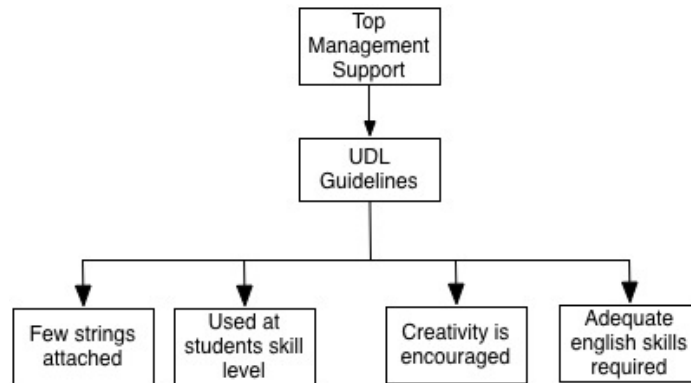 Top
Management
Support
UDL
Guidelines
Few strings
attached
Used at
students skill
level
Creativity is
encouraged
Adequate
english skills
required